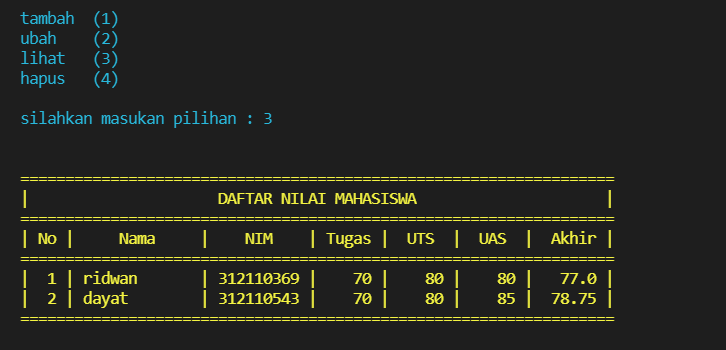 tambah  (1)
ubah    (2)
lihat   (3)
hapus   (4)
silahkan masukan pilihan : 3
==================================================================
|                     DAFTAR NILAI MAHASISWA                     |
==================================================================
| No |     Nama     |    NIM    | Tugas |  UTS  |  UAS  |  Akhir |
==================================================================
|  1 | ridwan       | 312110369 |    70 |    80 |    80 |   77.0 |
|  2 | dayat        | 312110543 |    70 |    80 |    85 |  78.75 |
==================================================================